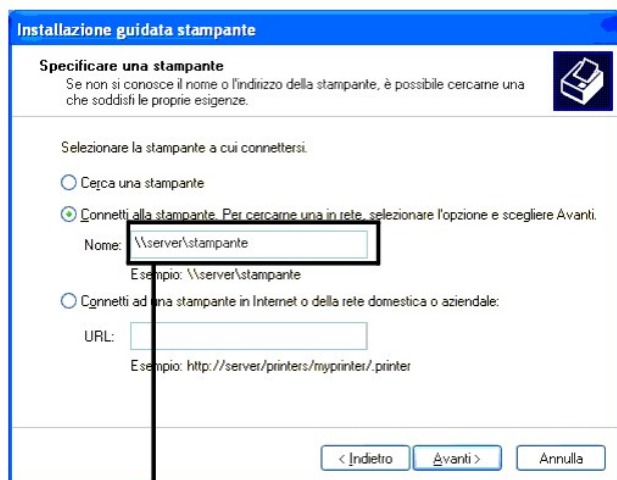 Installazione guidata stampante
Specificare una stampante
Se non si conosce il nome o l'indirizzo della stampante, è possibile cercarne una
che soddisfi le proprie esigenze.
Selezionare la stampante a cui connettersi.
Cerca una stampante
Connetti alla stampante. Per cercarne una in rete, selezionare l'opzione e scegliere Avanti.
Nome: \\server\stampante
Esempio: \\server\stampante
Connetti ad una stampante in Internet o della rete domestica o aziendale:
URL:
Esempio: http://server/printers/myprinter/.printer
< Indietro Avanti > Annulla